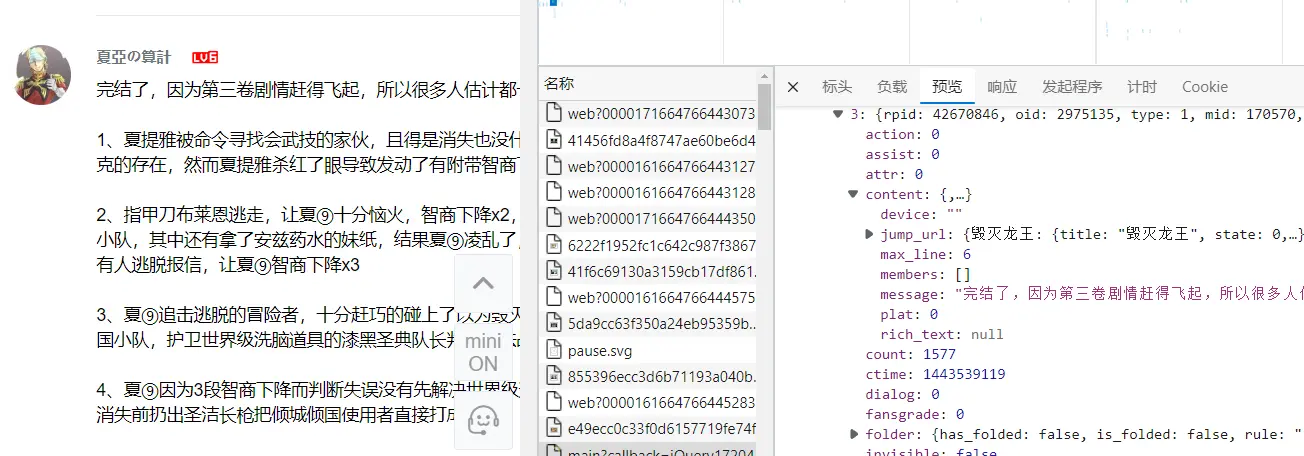 夏亞の算計 LV6
完结了，因为第三卷剧情赶得飞起，所以很多人估计都
1、夏提雅被命令寻找会武技的家伙，且得是消失也没什
克的存在，然而夏提雅杀红了眼导致发动了有附带智商
2、指甲刀布莱恩逃走，让夏⑨十分恼火，智商下降x2，
小队，其中还有拿了安兹药水的妹纸，结果夏⑨凌乱了，
有人逃脱报信，让夏⑨智商下降x3
3、夏⑨追击逃脱的冒险者，十分赶巧的碰上了以为毁灭
国小队，护卫世界级洗脑道具的漆黑圣典队长判
4、夏⑨因为3段智商下降而判断失误没有先解决世界级
消失前扔出圣洁长枪把倾城倾国使用者直接打成
mini
ON
名称
web?0000171664766443073
41456fd8a4f8747ae60be6d4
web?0000161664766443127
web?0000161664766443128
web?0000171664766444350
6222f1952fc1c642c987f3867
41f6c69130a3159cb17df861.
web?0000161664766444575
5da9cc63f350a24eb95359b..
pause.svg
855396ecc3d6b71193a040b.
web?0000161664766445283
e49ecc0c33f0d6157719fe74f
main?callback=jQuery17204
标头 负载 预览 响应 发起程序 计时 Cookie
3: {rpid: 42670846, oid: 2975135, type: 1, mid: 170570,
action: 0
assist: 0
attr: 0
content: {,…}
device: ""
jump_url: {毁灭龙王: {title: "毁灭龙王", state: 0,…}
max_line: 6
members: []
message: "完结了，因为第三卷剧情赶得飞起，所以很多人估
plat: 0
rich_text: null
count: 1577
ctime: 1443539119
dialog: 0
fansgrade: 0
folder: {has_folded: false, is_folded: false, rule: "
invisible: false